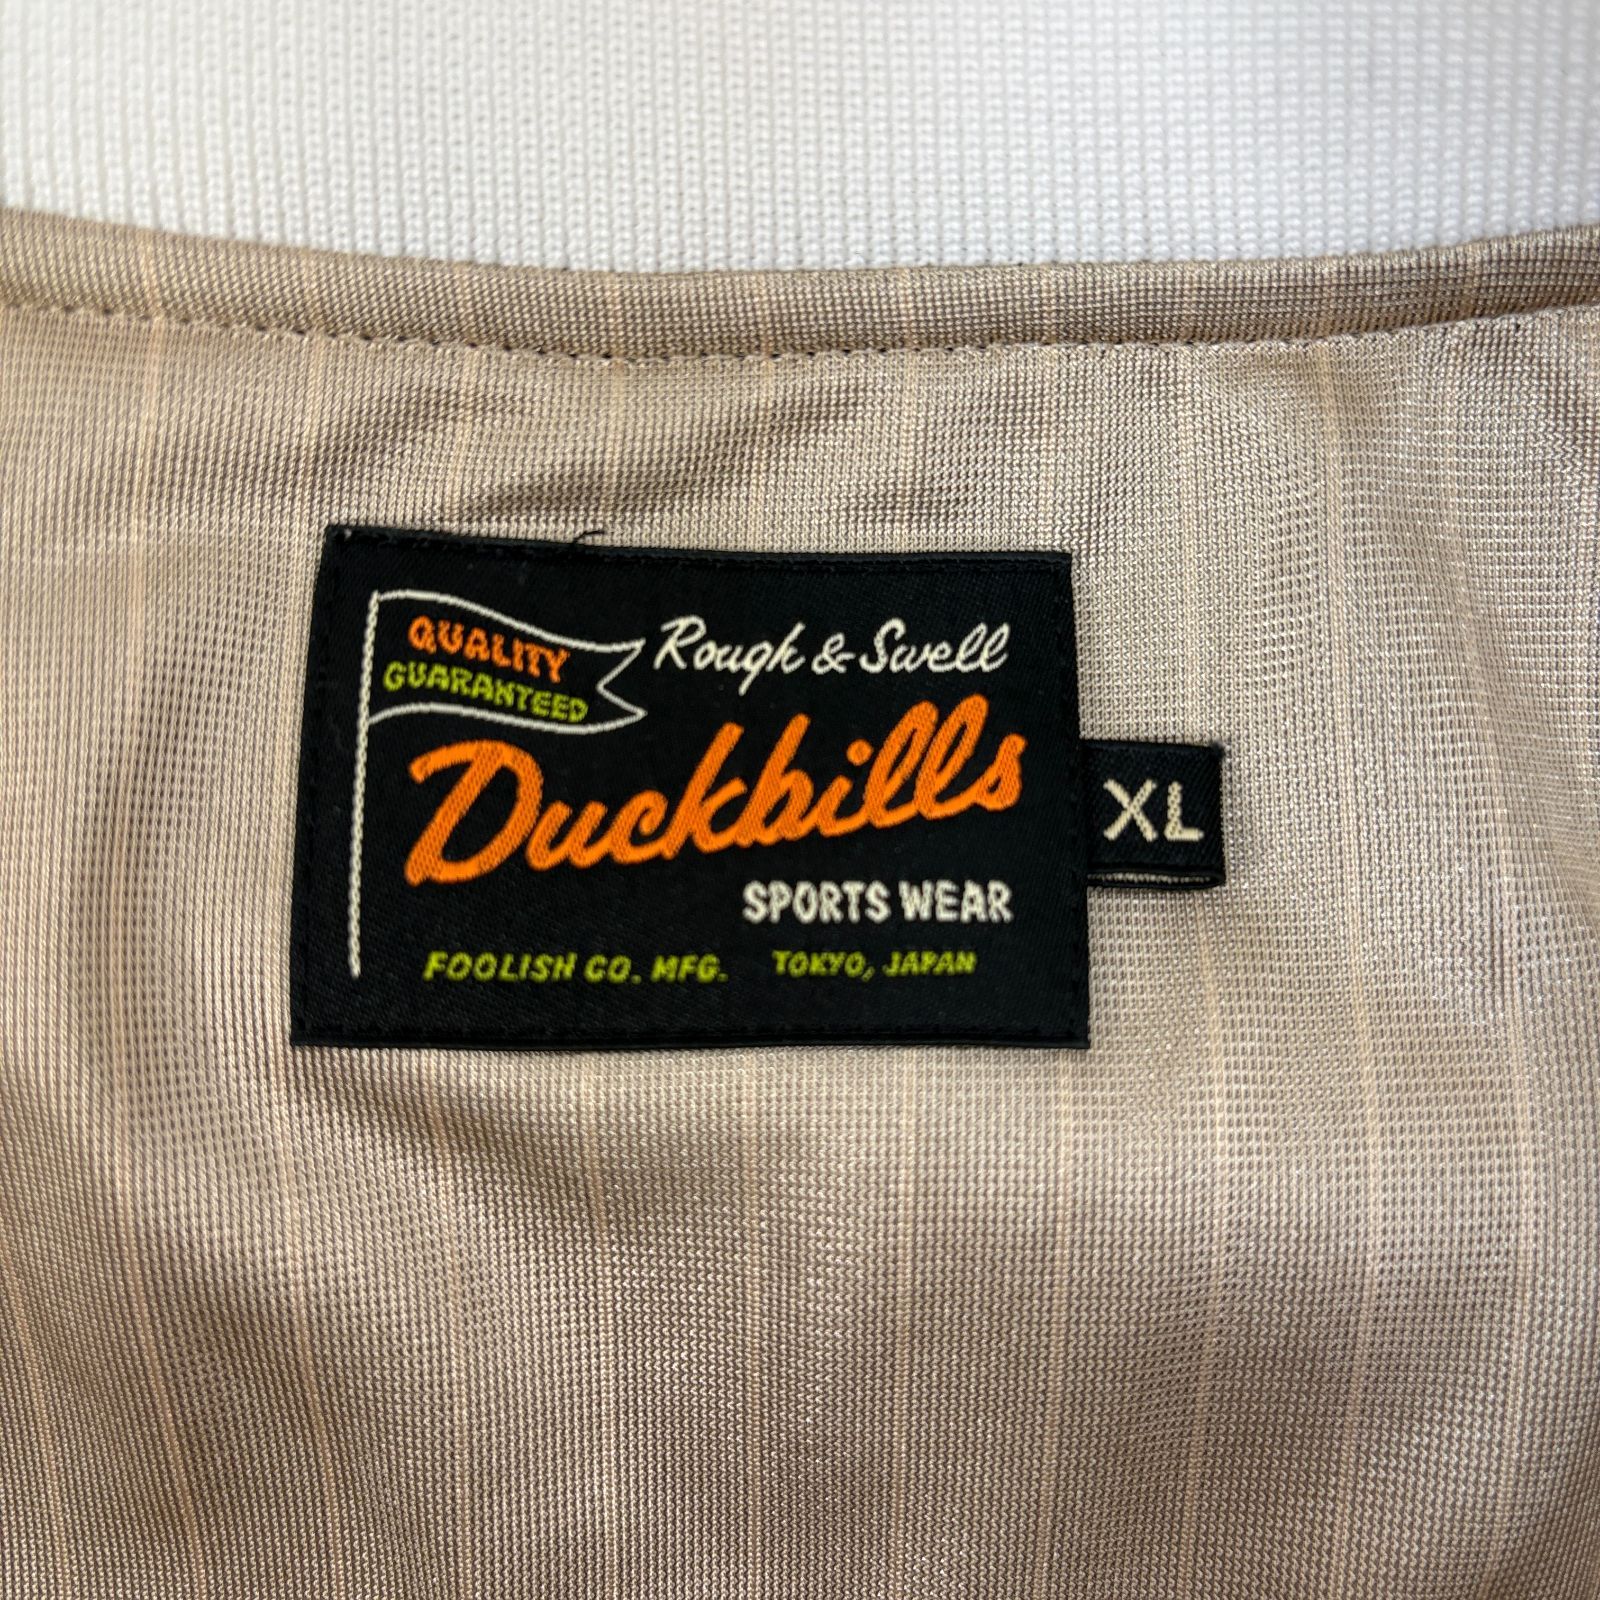 QUALITY
GUARANTEED
Rough & Swell
Duckbills
SPORTS WEAR
FOOLISH CO. MFG. TOKYO, JAPAN
XL